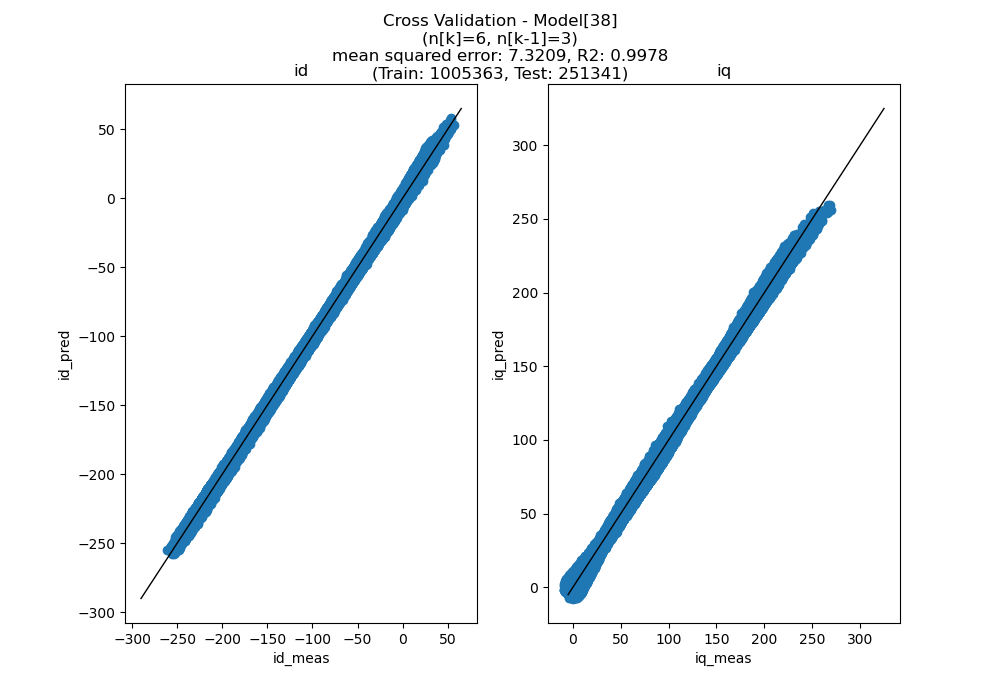 Cross Validation - Model[38]
(n[k]=6, n[k-1]=3)
mean squared error: 7.3209, R2: 0.9978
(Train: 1005363, Test: 251341)
id
50
0
−50
−100
−150
−200
−250
−300
id_pred
−300 −250 −200 −150 −100 −50 0 50
id_meas
iq
300
250
200
150
100
50
0
iq_pred
0 50 100 150 200 250 300
iq_meas